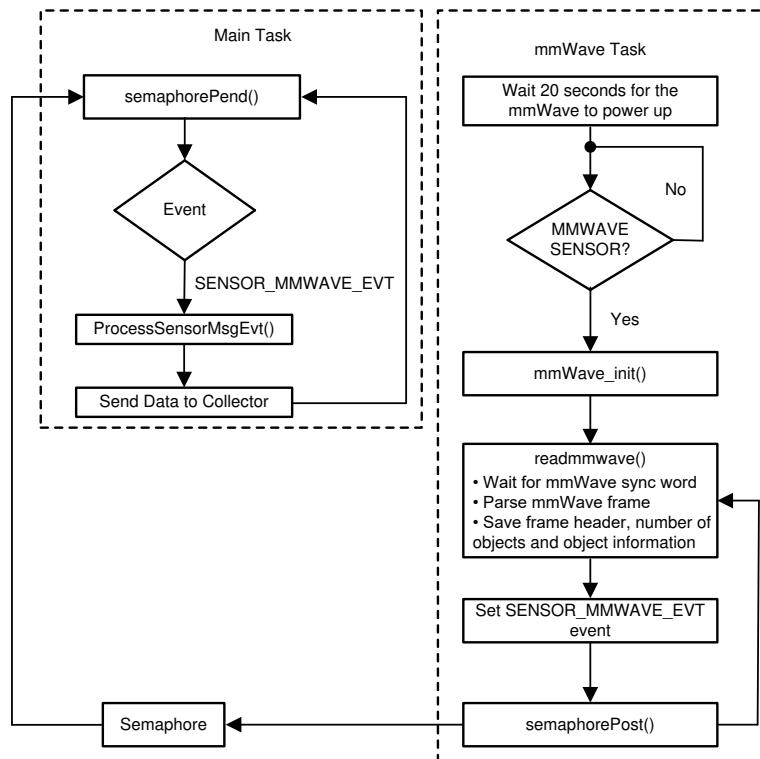 Main Task
semaphorePend()
Event
SENSOR_MMWAVE_EVT
ProcessSensorMsgEvt()
Send Data to Collector
mmWave Task
Wait 20 seconds for the
mmWave to power up
No
MMWAVE
SENSOR?
Yes
mmWave_init()
readmmwave()
• Wait for mmWave sync word
• Parse mmWave frame
• Save frame header, number of
objects and object information
Set SENSOR_MMWAVE_EVT
event
semaphorePost()
Semaphore